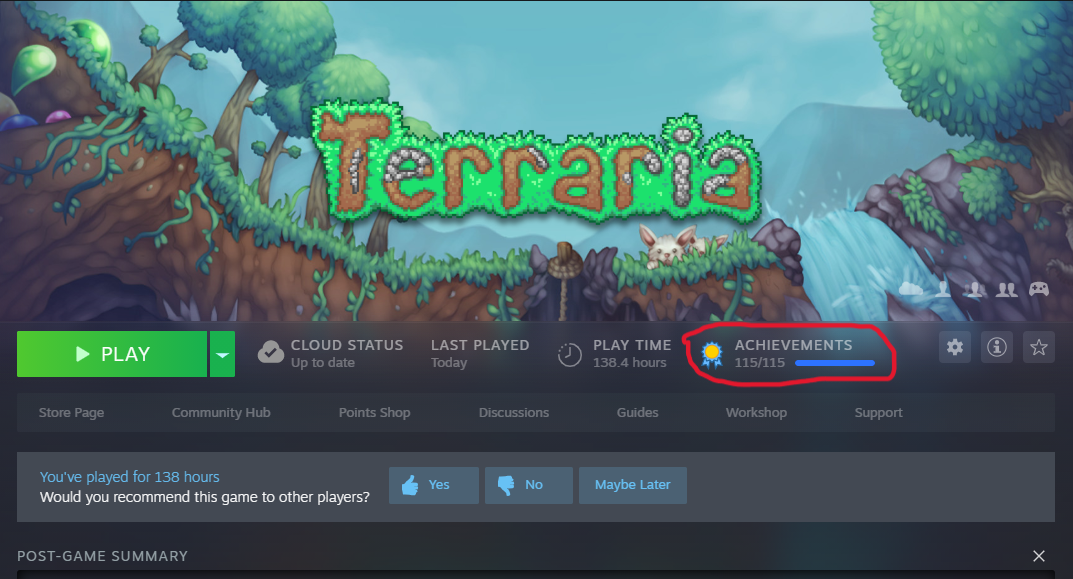 Terraria
PLAY
CLOUD STATUS
Up to date
LAST PLAYED
Today
PLAY TIME
138.4 hours
ACHIEVEMENTS
115/115
Store Page
Community Hub
Points Shop
Discussions
Guides
Workshop
Support
You've played for 138 hours
Would you recommend this game to other players?
Yes
No
Maybe Later
POST-GAME SUMMARY